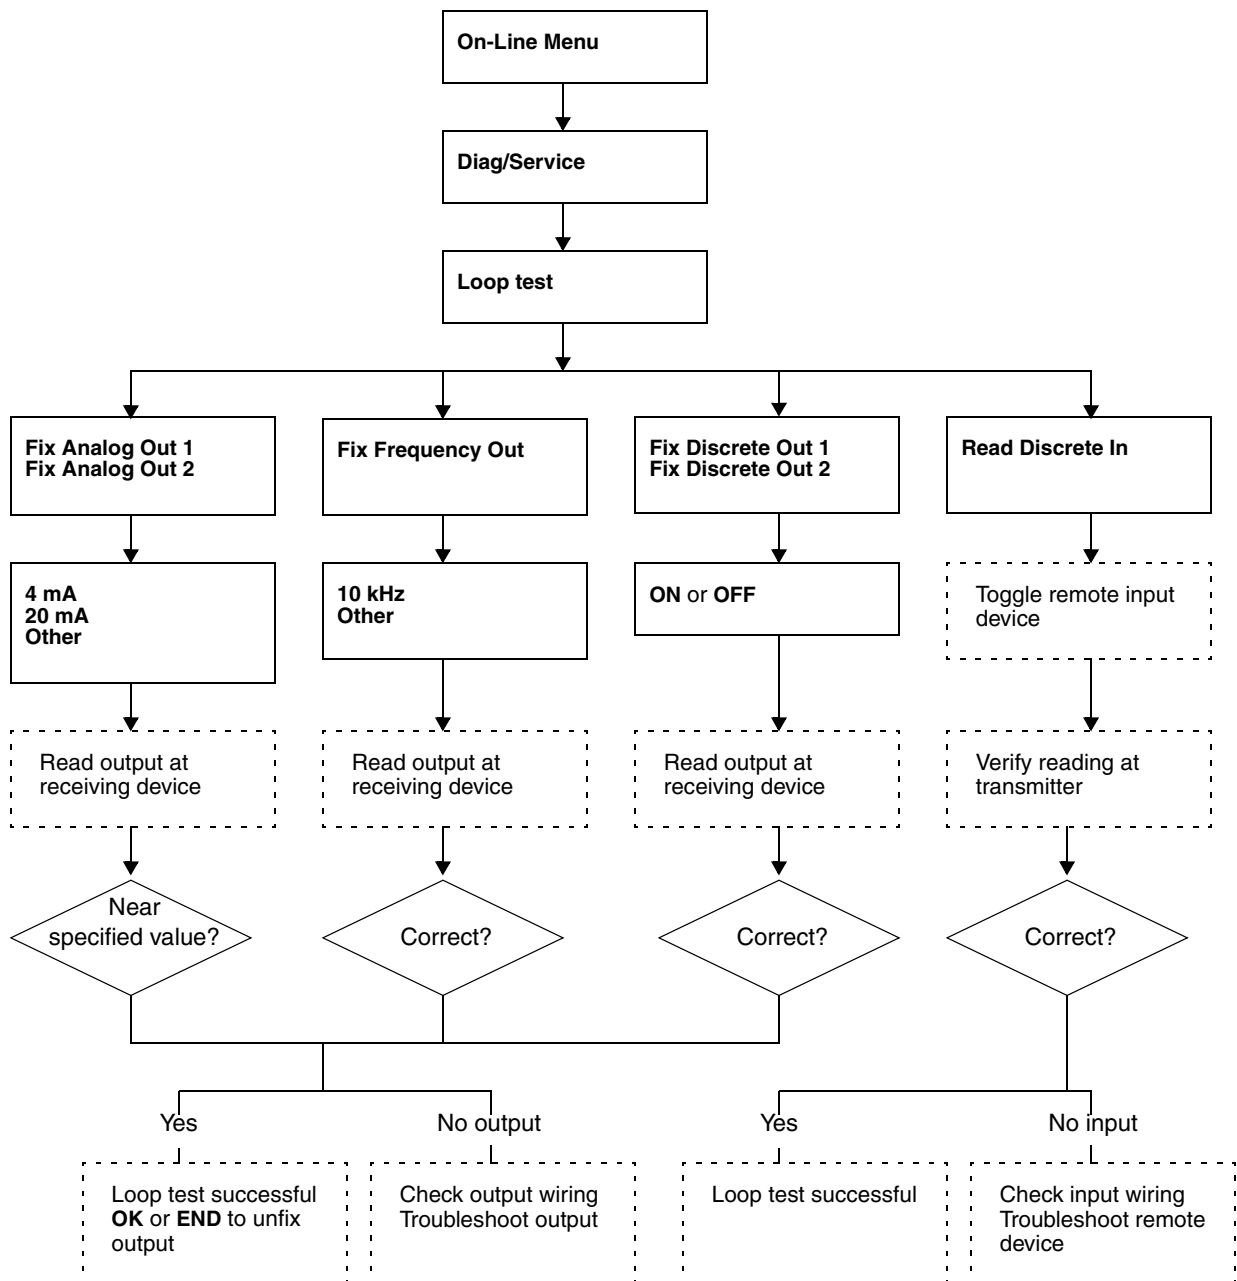 On-Line Menu
Diag/Service
Loop test
Fix Analog Out 1
Fix Analog Out 2
Fix Frequency Out
Fix Discrete Out 1
Fix Discrete Out 2
Read Discrete In
4 mA
20 mA
Other
10 kHz
Other
ON or OFF
Toggle remote input
device
Read output at
receiving device
Read output at
receiving device
Read output at
receiving device
Verify reading at
transmitter
Near
specified value?
Correct?
Correct?
Correct?
Yes
No output
Yes
No input
Loop test successful
OK or END to unfix
output
Check output wiring
Troubleshoot output
Loop test successful
Check input wiring
Troubleshoot remote
device